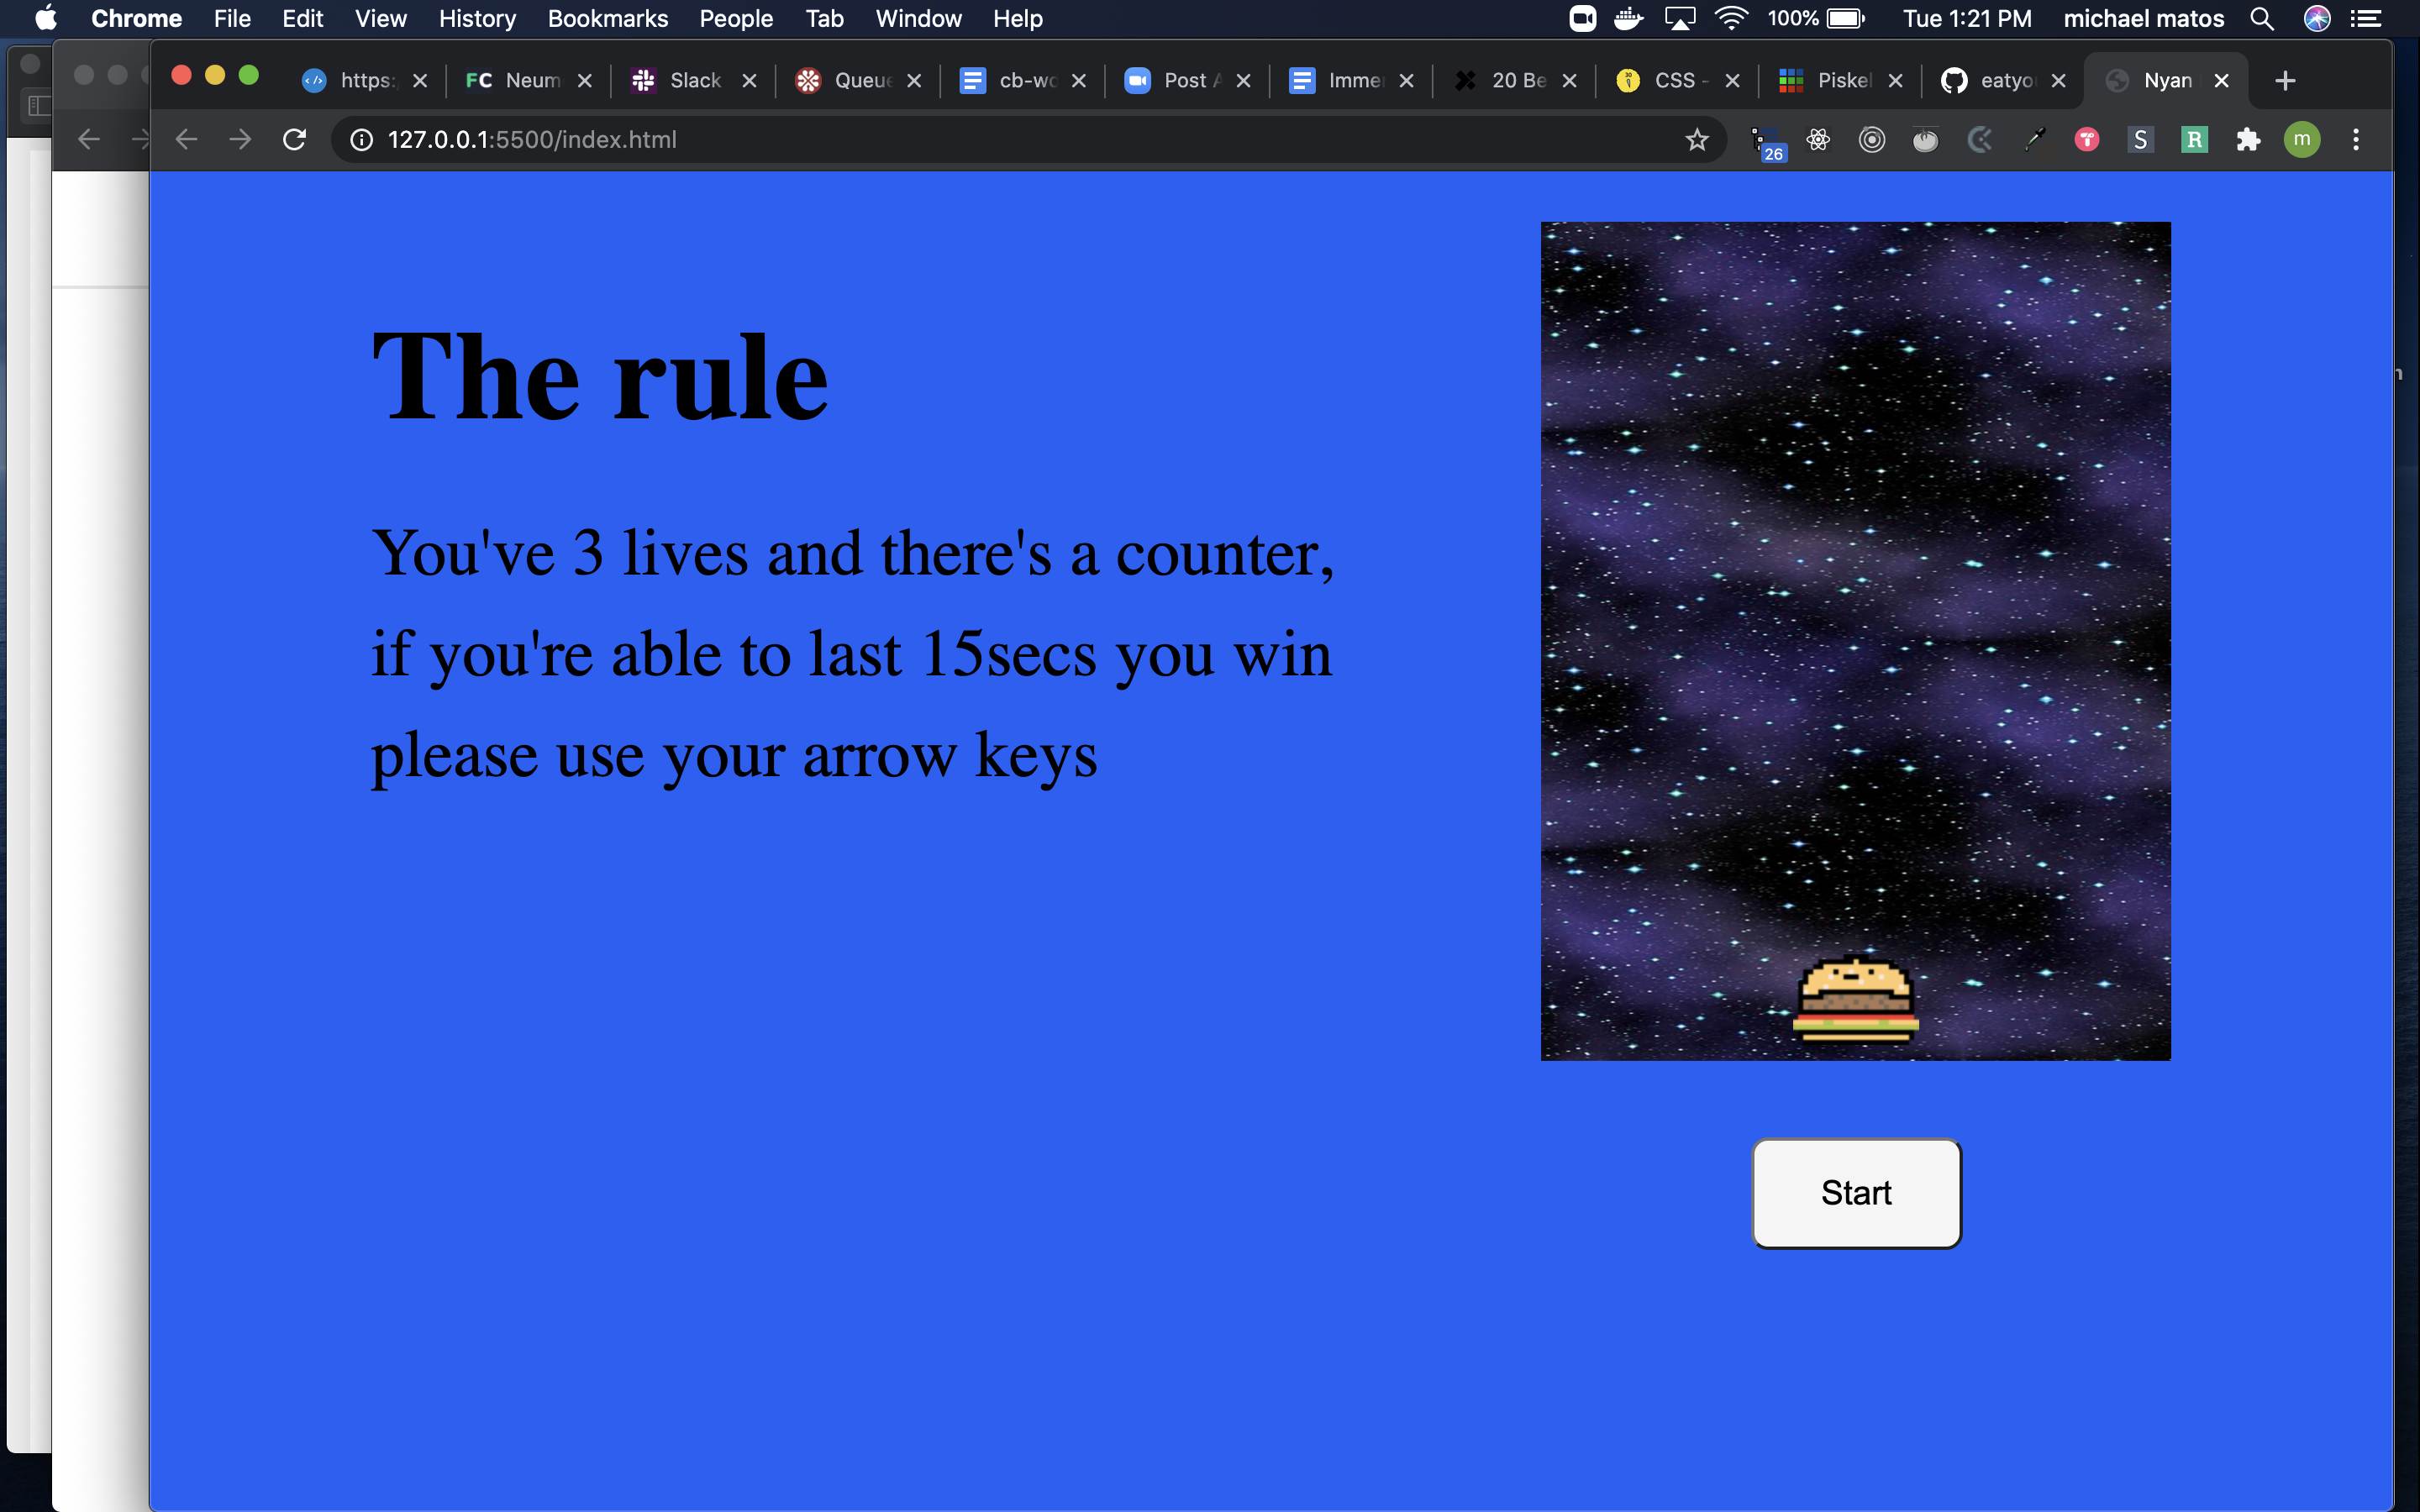 Chrome File Edit View History Bookmarks People Tab Window Help 100% Tue 1:21 PM michael matos
https: FC Neum Slack Queue cb-wd Post A Imme 20 Be CSS - Piskel eatyo Nyan
127.0.0.1:5500/index.html 26 S R m
The rule
You've 3 lives and there's a counter,
if you're able to last 15secs you win
please use your arrow keys
Start